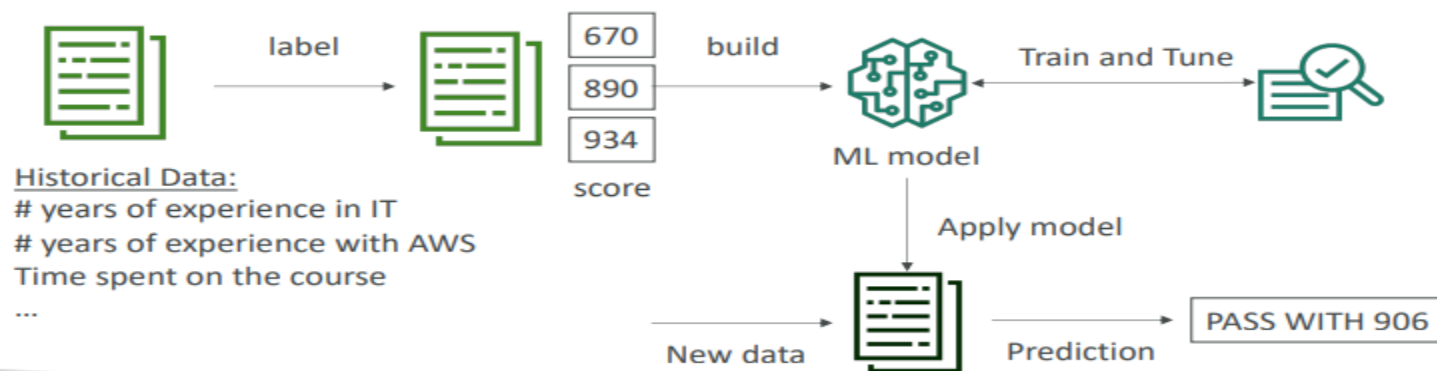 label
670
890
934
score
build
Train and Tune
ML model
Historical Data:
# years of experience in IT
# years of experience with AWS
Time spent on the course
...
Apply model
New data
Prediction
PASS WITH 906